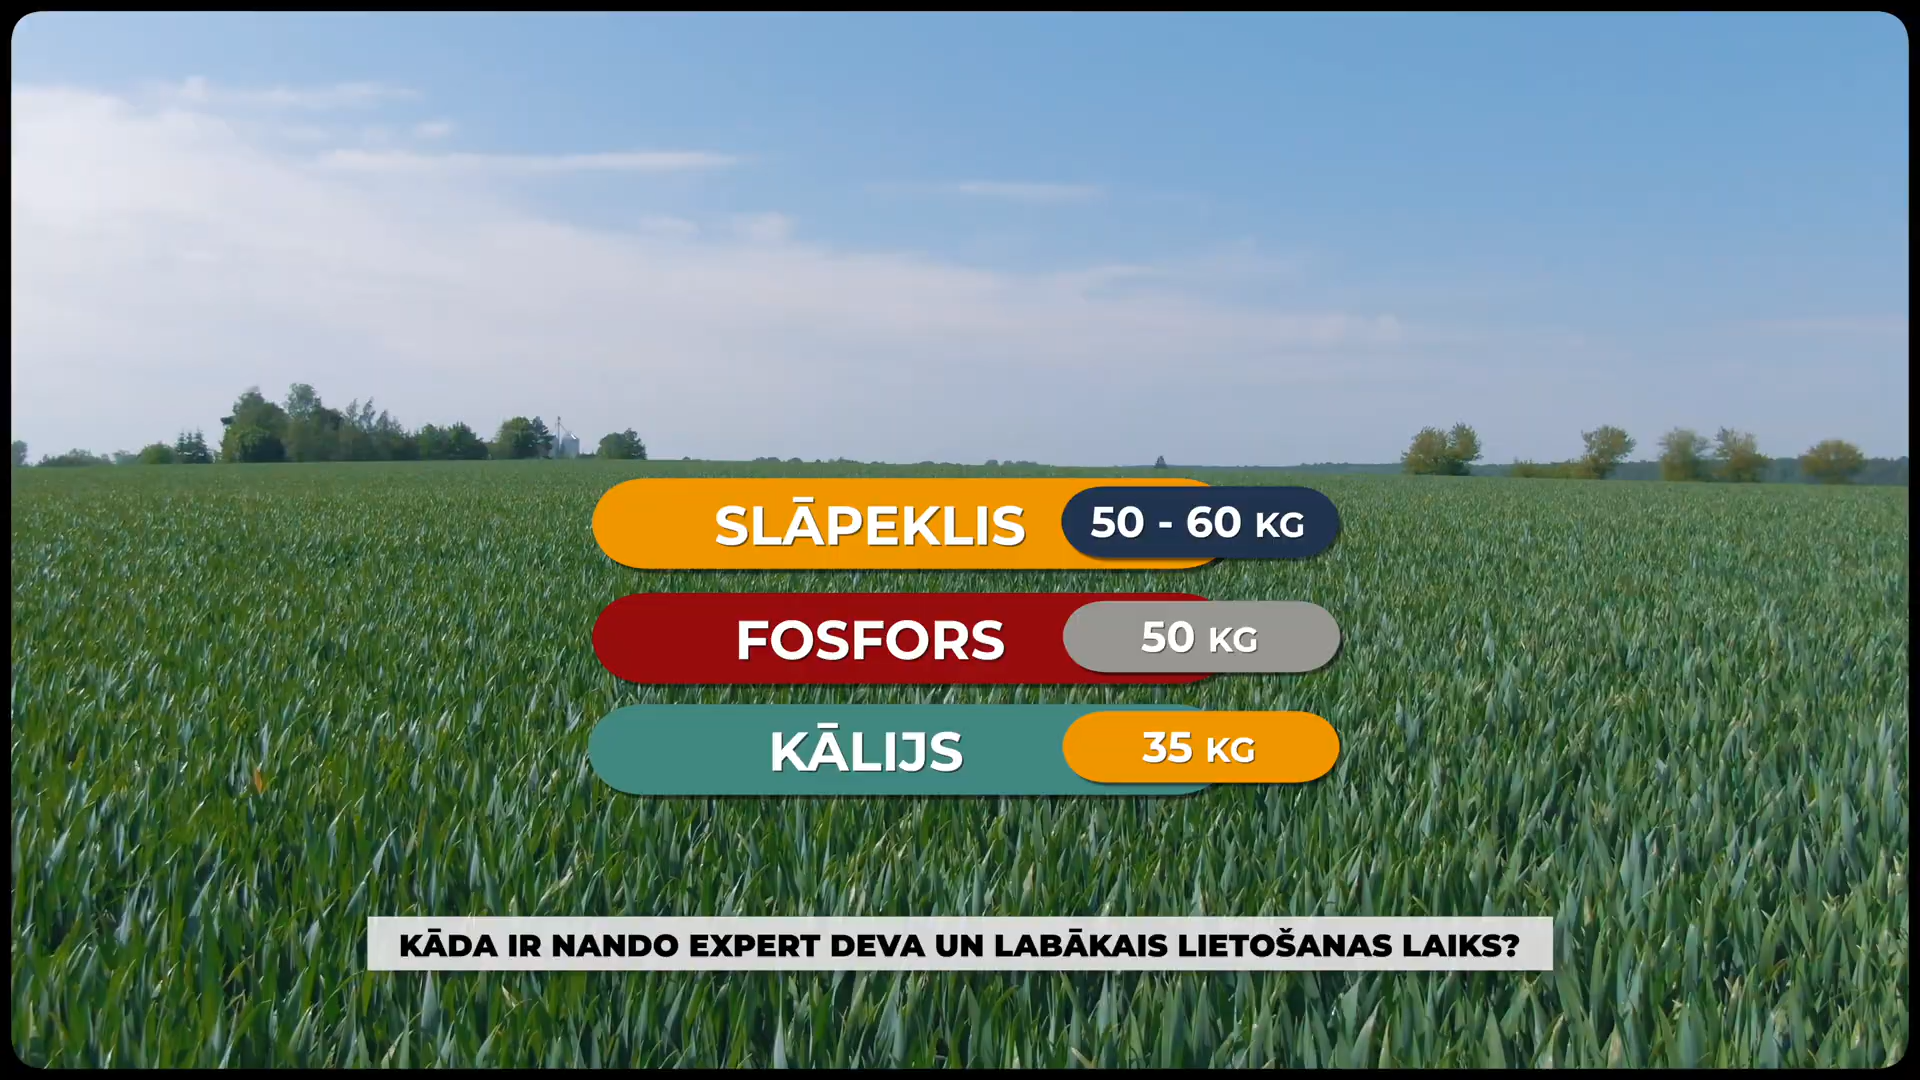 SLĀPEKLIS 50 - 60 KG
FOSFORS 50 KG
KĀLIJS 35 KG
KĀDA IR NANDO EXPERT DEVA UN LABĀKAIS LIETOŠANAS LAIKS?